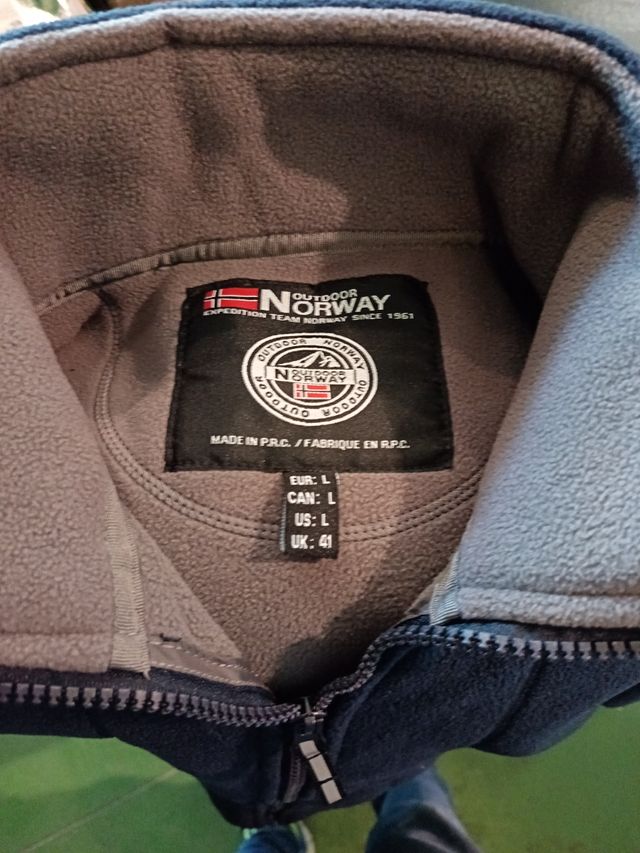 OUTDOOR
NORWAY
EXPEDITION TEAM NORWAY SINCE 1961
OUTDOOR NORWAY
OUTDOOR
NORWAY
OUTDOOR
MADE IN P.R.C. / FABRIQUE EN R.P.C.
EUR: L
CAN: L
US: L
UK: 41